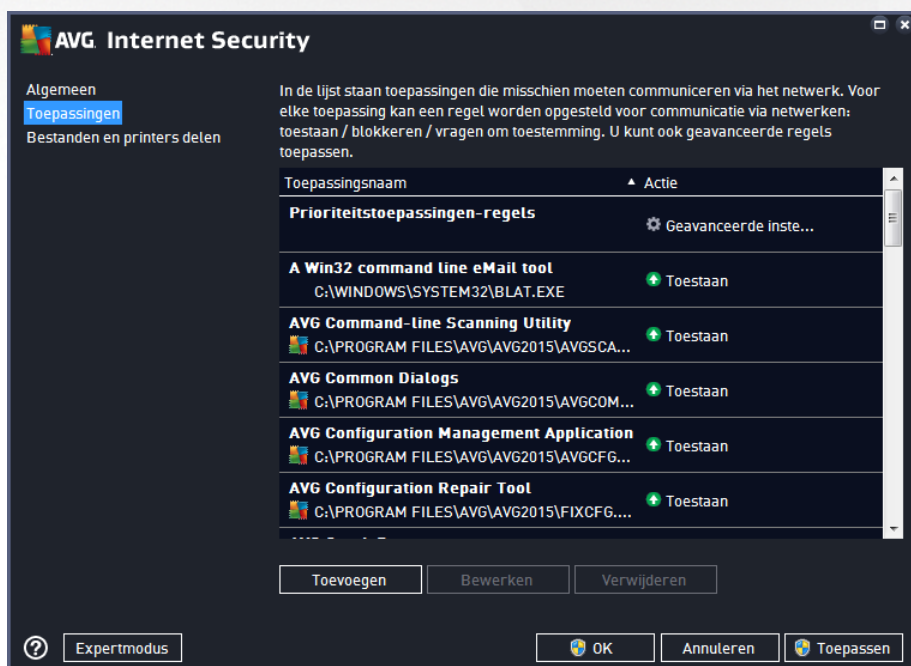 AVG Internet Security
Algemeen
Toepassingen
Bestanden en printers delen
In de lijst staan toepassingen die misschien moeten communiceren via het netwerk. Voor
elke toepassing kan een regel worden opgesteld voor communicatie via netwerken:
toestaan / blokkeren / vragen om toestemming. U kunt ook geavanceerde regels
toepassen.
Toepassingsnaam Actie
Prioriteitstoepassingen-regels
Geavanceerde inste...
A Win32 command line eMail tool
C:\WINDOWS\SYSTEM32\BLAT.EXE
Toestaan
AVG Command-line Scanning Utility
C:\PROGRAM FILES\AVG\AVG2015\AVGSCA...
Toestaan
AVG Common Dialogs
C:\PROGRAM FILES\AVG\AVG2015\AVGCOM...
Toestaan
AVG Configuration Management Application
C:\PROGRAM FILES\AVG\AVG2015\AVGCFG...
Toestaan
AVG Configuration Repair Tool
C:\PROGRAM FILES\AVG\AVG2015\FIXCFG....
Toestaan
Toevoegen Bewerken Verwijderen
? Expertmodus OK Annuleren Toepassen